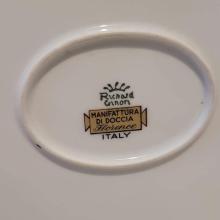 Richard
Ginori
MANIFATTURA
DI DOCCIA
Florence
ITALY